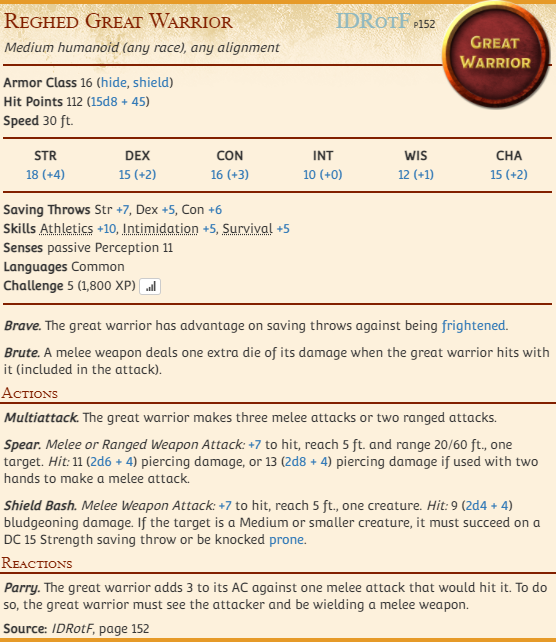 Reghed Great Warrior IDRotF p152
Medium humanoid (any race), any alignment
GREAT
WARRIOR
Armor Class 16 (hide, shield)
Hit Points 112 (15d8 + 45)
Speed 30 ft.
STR DEX CON INT WIS CHA
18 (+4) 15 (+2) 16 (+3) 10 (+0) 12 (+1) 15 (+2)
Saving Throws Str +7, Dex +5, Con +6
Skills Athletics +10, Intimidation +5, Survival +5
Senses passive Perception 11
Languages Common
Challenge 5 (1,800 XP)
Brave. The great warrior has advantage on saving throws against being frightened.
Brute. A melee weapon deals one extra die of its damage when the great warrior hits with
it (included in the attack).
Actions
Multiattack. The great warrior makes three melee attacks or two ranged attacks.
Spear. Melee or Ranged Weapon Attack: +7 to hit, reach 5 ft. and range 20/60 ft., one
target. Hit: 11 (2d6 + 4) piercing damage, or 13 (2d8 + 4) piercing damage if used with two
hands to make a melee attack.
Shield Bash. Melee Weapon Attack: +7 to hit, reach 5 ft., one creature. Hit: 9 (2d4 + 4)
bludgeoning damage. If the target is a Medium or smaller creature, it must succeed on a
DC 15 Strength saving throw or be knocked prone.
Reactions
Parry. The great warrior adds 3 to its AC against one melee attack that would hit it. To do
so, the great warrior must see the attacker and be wielding a melee weapon.
Source: IDRotF, page 152